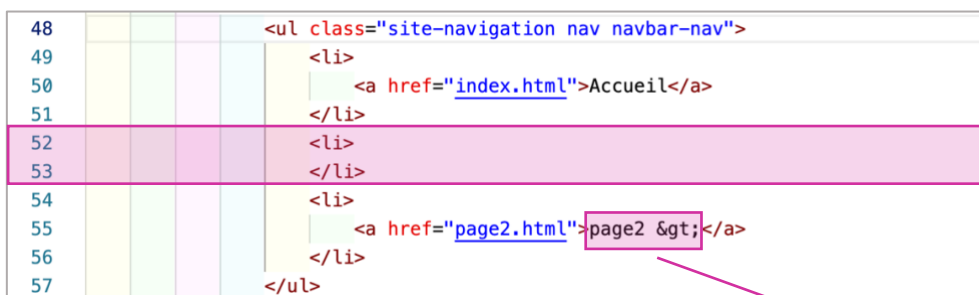 48 <ul class="site-navigation nav navbar-nav">
49 <li>
50 <a href="index.html">Accueil</a>
51 </li>
52 <li>
53 </li>
54 <li>
55 <a href="page2.html">page2 &gt;</a>
56 </li>
57 </ul>